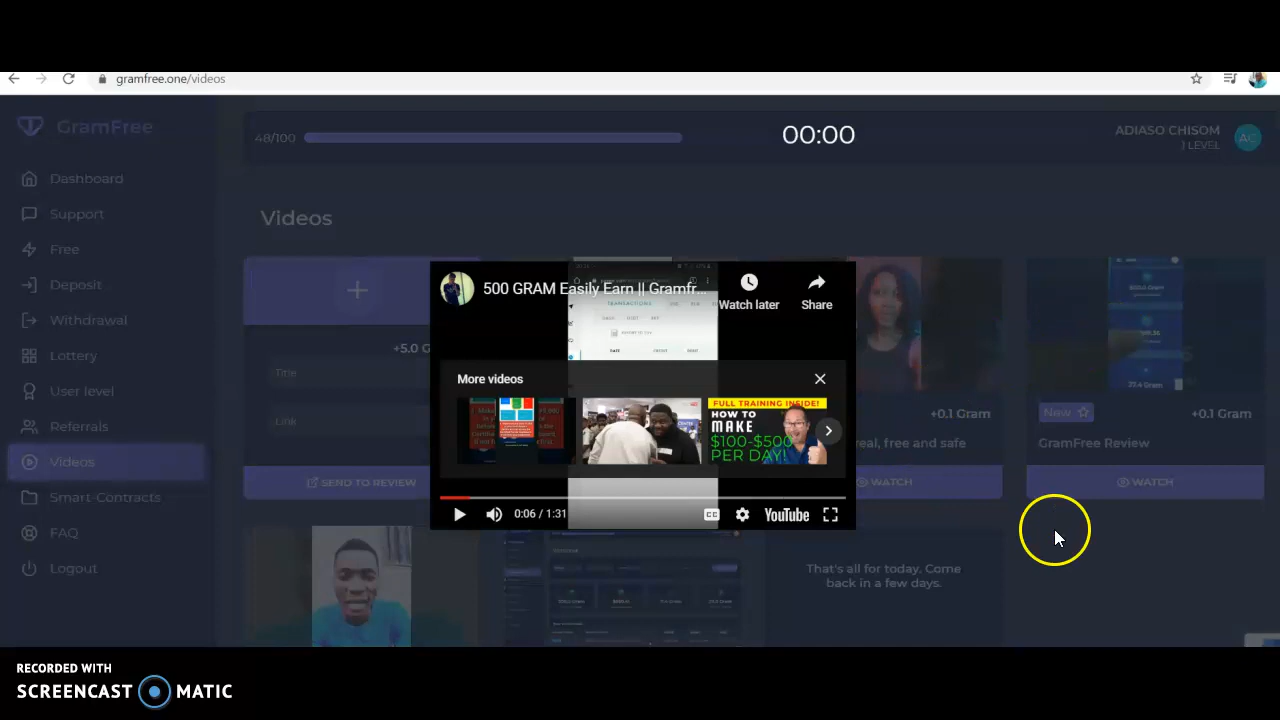 gramfree.one/videos
GramFree
48/100
00:00
ADIASO CHISOM
1 LEVEL
AC
Dashboard
Support
Free
Deposit
Withdrawal
Lottery
User level
Referrals
Videos
Smart-Contracts
FAQ
Logout
Videos
+5.0 G
Title
Link
SEND TO REVIEW
500 GRAM Easily Earn || Gramfr...
Watch later
Share
TRANSACTIONS
More videos
FULL TRAINING INSIDE!
HOW TO
MAKE
$100-$500
PER DAY!
0:06 / 1:31
CC
YouTube
+0.1 Gram
real, free and safe
WATCH
New
+0.1 Gram
GramFree Review
WATCH
That's all for today. Come
back in a few days.
RECORDED WITH
SCREENCAST MATIC